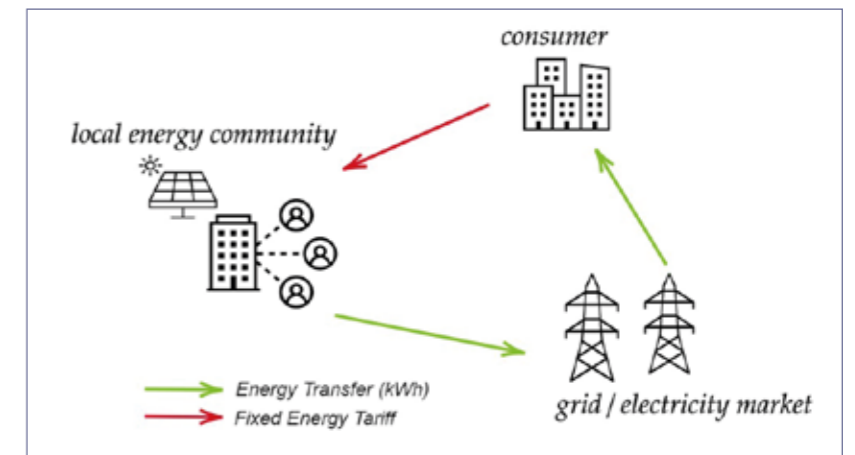 consumer
local energy community
grid / electricity market
Energy Transfer (kWh)
Fixed Energy Tariff